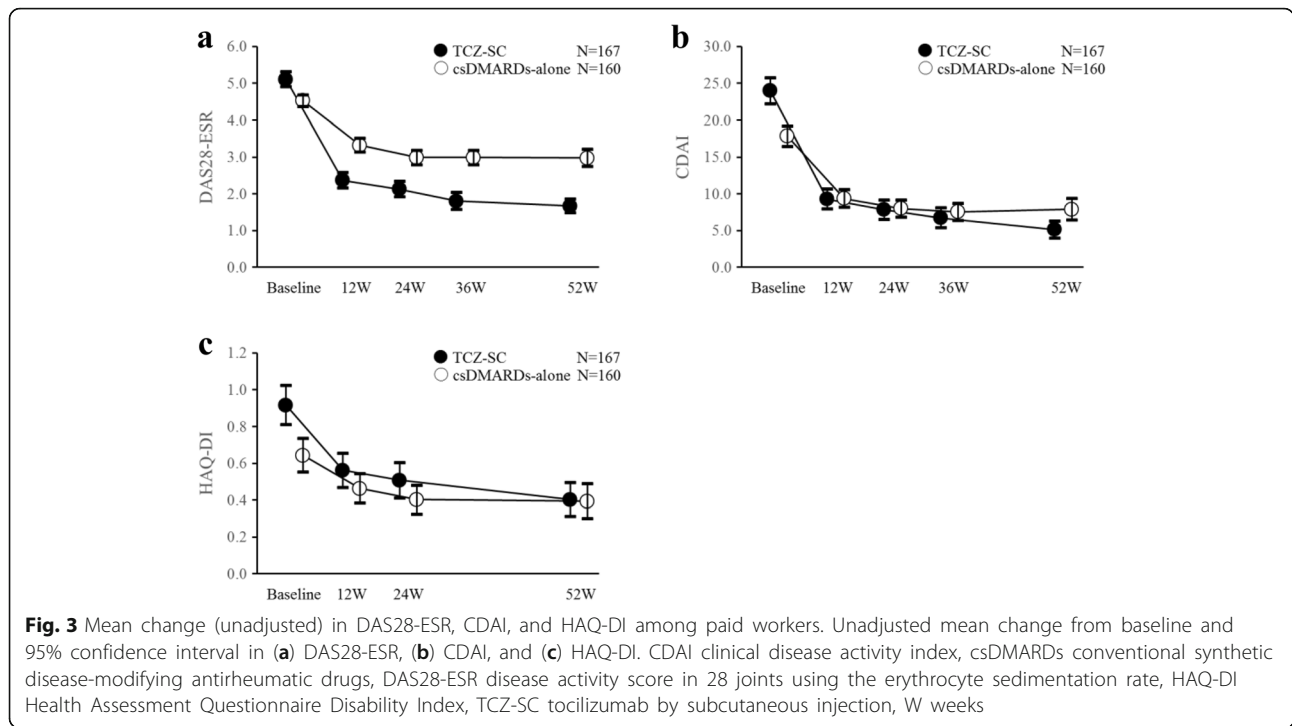 a
6.0
5.0
4.0
3.0
2.0
1.0
0.0
DAS28-ESR
TCZ-SC N=167
csDMARDs-alone N=160
Baseline 12W 24W 36W 52W
b
30.0
25.0
20.0
15.0
10.0
5.0
0.0
CDAI
TCZ-SC N=167
csDMARDs-alone N=160
Baseline 12W 24W 36W 52W
c
1.2
1.0
0.8
0.6
0.4
0.2
0.0
HAQ-DI
TCZ-SC N=167
csDMARDs-alone N=160
Baseline 12W 24W 52W
Fig. 3 Mean change (unadjusted) in DAS28-ESR, CDAI, and HAQ-DI among paid workers. Unadjusted mean change from baseline and
95% confidence interval in (a) DAS28-ESR, (b) CDAI, and (c) HAQ-DI. CDAI clinical disease activity index, csDMARDs conventional synthetic
disease-modifying antirheumatic drugs, DAS28-ESR disease activity score in 28 joints using the erythrocyte sedimentation rate, HAQ-DI
Health Assessment Questionnaire Disability Index, TCZ-SC tocilizumab by subcutaneous injection, W weeks